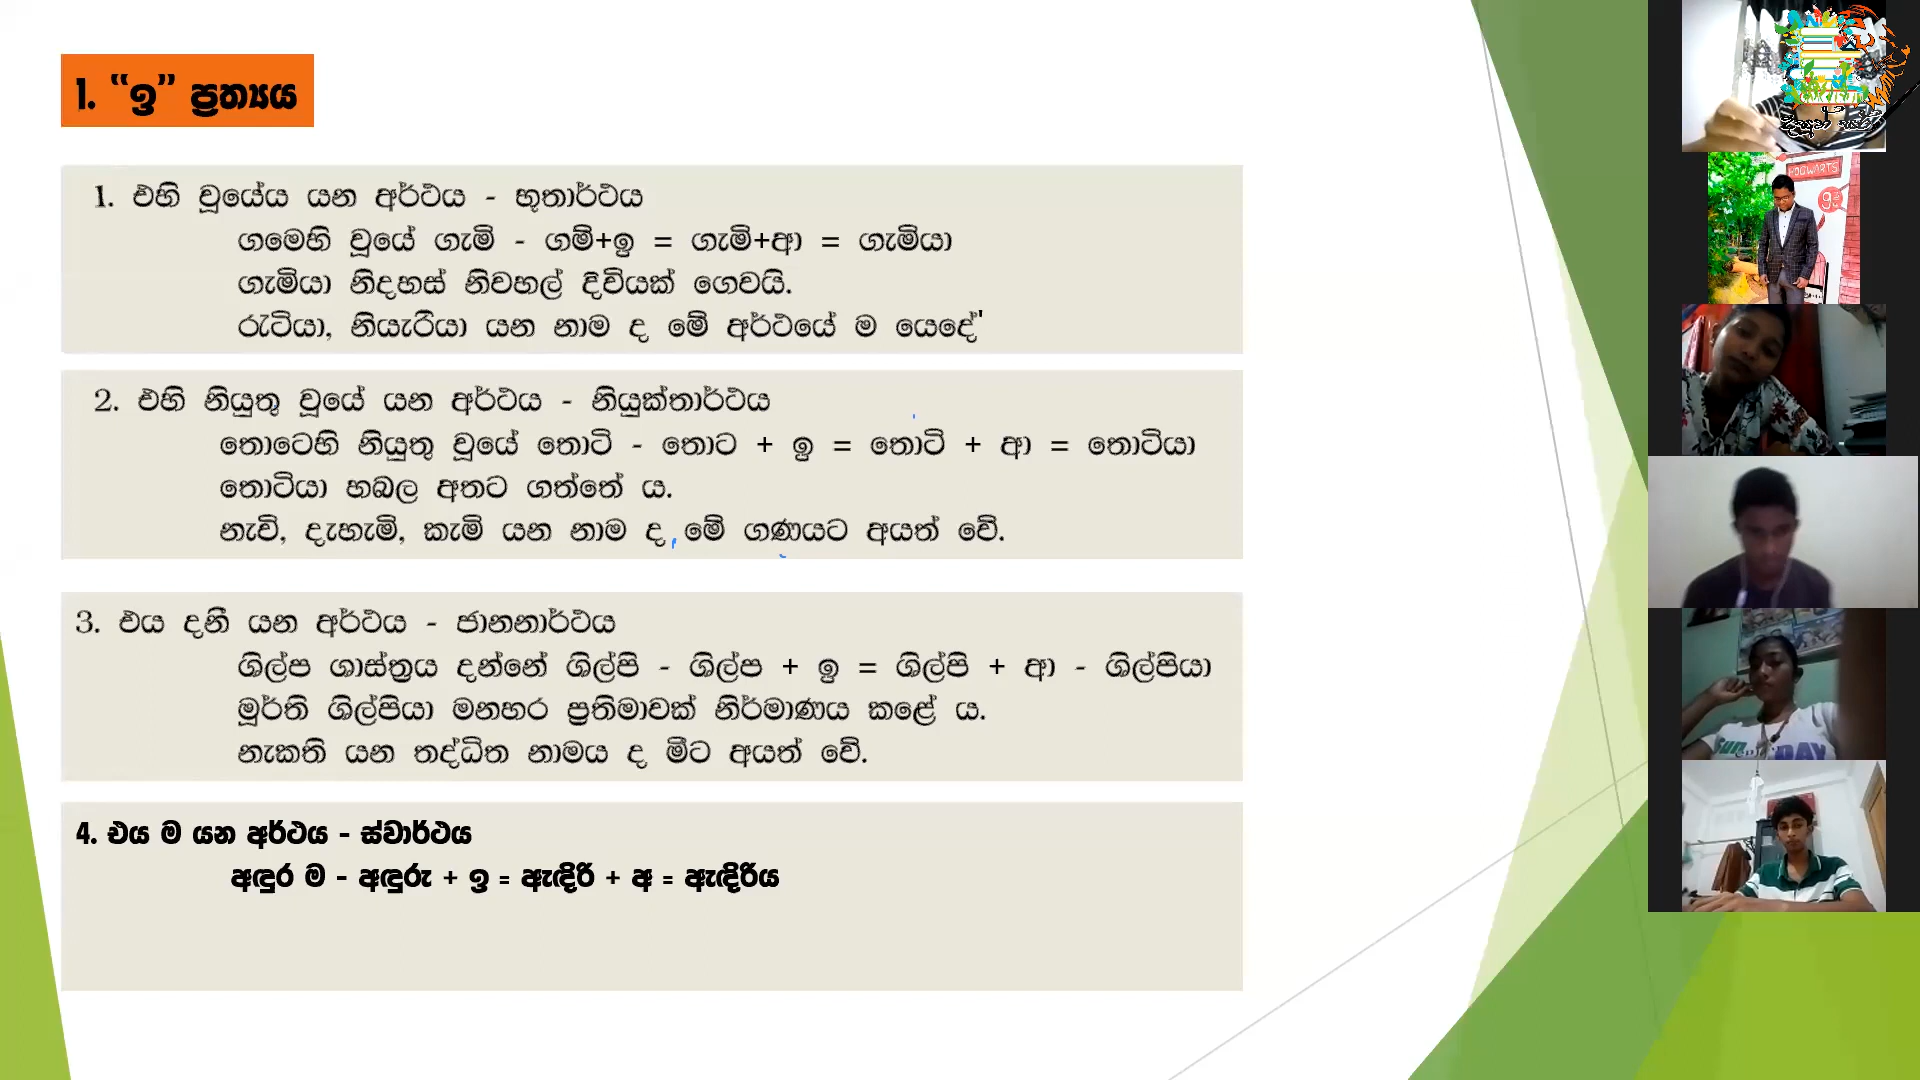 1. “ඉ” ප්‍රත්‍යය
1. එහි වූයේය යන අර්ථය - භූතාර්ථය
ගමෙහි වූයේ ගැමි - ගම්+ඉ = ගැමි+ආ = ගැමියා
ගැමියා නිදහස් නිවහල් දිවියක් ගෙවයි.
රැටියා, නියැරියා යන නාම ද මේ අර්ථයේ ම යෙදේ'
2. එහි නියුතු වූයේ යන අර්ථය - නියුක්තාර්ථය
තොටෙහි නියුතු වූයේ තොටි - තොට + ඉ = තොටි + ආ = තොටියා
තොටියා හබල අතට ගත්තේ ය.
නැවි, දැහැමි, කැමි යන නාම ද මේ ගණයට අයත් වේ.
3. එය දනී යන අර්ථය - ජානනාර්ථය
ශිල්ප ශාස්ත්‍රය දන්නේ ශිල්පි - ශිල්ප + ඉ = ශිල්පි + ආ - ශිල්පියා
මූර්ති ශිල්පියා මනහර ප්‍රතිමාවක් නිර්මාණය කළේ ය.
නැකති යන තද්ධිත නාමය ද මීට අයත් වේ.
4. එය ම යන අර්ථය - ස්වාර්ථය
අඳුර ම - අඳුරු + ඉ = ඇඳිරි + අ = ඇඳිරිය
HOGWARTS
DAY